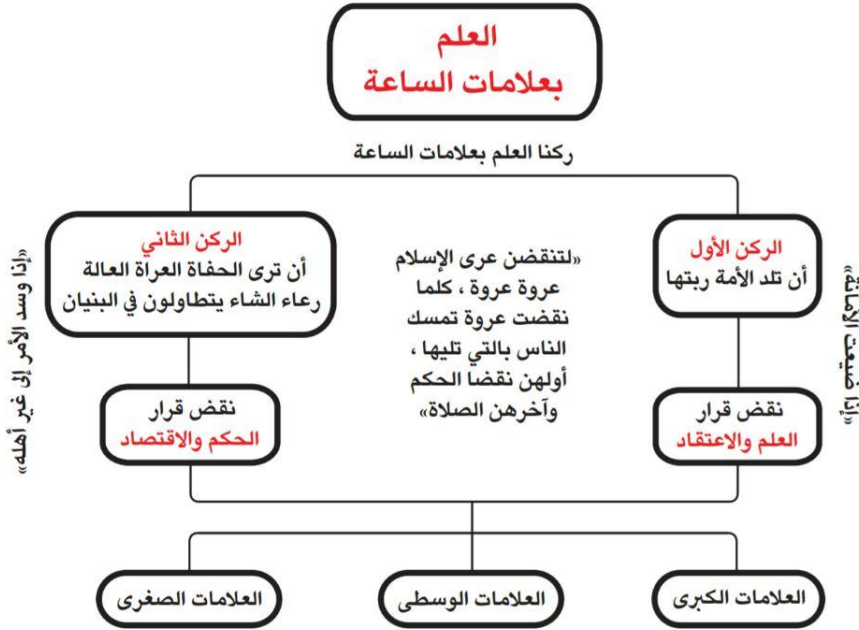 العلم
بعلامات الساعة
ركنا العلم بعلامات الساعة
الركن الأول
أن تلد الأمة ربتها
«إذا ضيعت الأمانة»
«لتنقضن عرى الإسلام
عروة عروة ، كلما
نقضت عروة تمسك
الناس بالتي تليها ،
أولهن نقضا الحكم
وآخرهن الصلاة»
الركن الثاني
أن ترى الحفاة العراة العالة
رعاء الشاء يتطاولون في البنيان
«إذا وسد الأمر إلى غير أهله»
نقض قرار
العلم والاعتقاد
نقض قرار
الحكم والاقتصاد
العلامات الكبرى
العلامات الوسطى
العلامات الصغرى